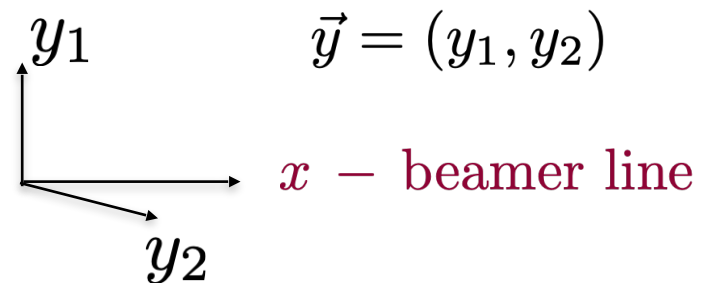 y₁
y⃗ = (y₁, y₂)
x − beamer line
y₂